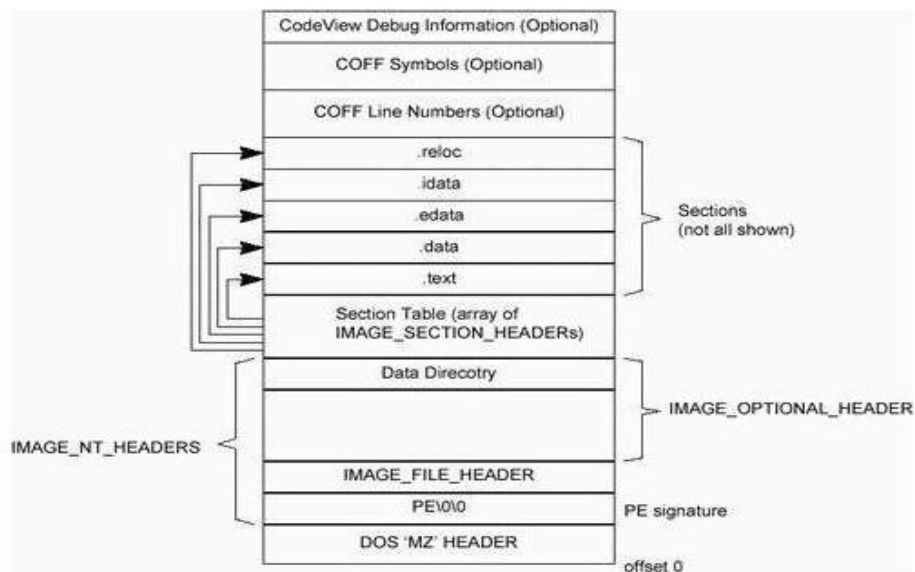 CodeView Debug Information (Optional)
COFF Symbols (Optional)
COFF Line Numbers (Optional)
.reloc
.idata
.edata
.data
.text
Sections
(not all shown)
Section Table (array of
IMAGE_SECTION_HEADERs)
Data Direcotry
IMAGE_OPTIONAL_HEADER
IMAGE_NT_HEADERS
IMAGE_FILE_HEADER
PE\0\0
PE signature
DOS ‘MZ’ HEADER
offset 0